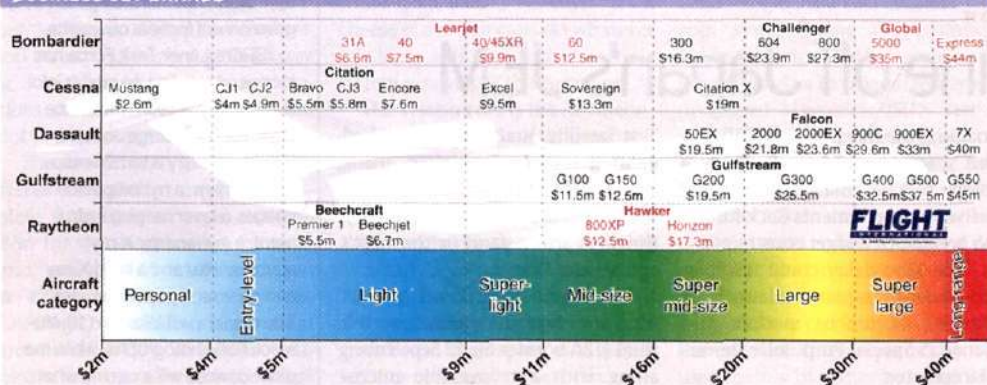 Learjet Challenger Global
Bombardier 31A 40 40/45XR 60 300 604 800 5000 Express
$6.6m $7.5m $9.9m $12.5m $16.3m $23.9m $27.3m $35m $44m
Citation
Cessna Mustang CJ1 CJ2 Bravo CJ3 Encore Excel Sovereign Citation X
$2.6m $4m $4.9m $5.5m $5.8m $7.6m $9.5m $13.3m $19m
Falcon
Dassault 50EX 2000 2000EX 900C 900EX 7X
$19.5m $21.8m $23.6m $29.6m $33m $40m
Gulfstream
Gulfstream G100 G150 G200 G300 G400 G500 G550
$11.5m $12.5m $19.5m $25.5m $32.5m $37.5m $45m
Beechcraft Hawker
Raytheon Premier 1 Beechjet 800XP Horizon
$5.5m $6.7m $12.5m $17.3m
FLIGHT
Aircraft category
Personal Entry-level Light Super-light Mid-size Super mid-size Large Super large Long-range
$2m $4m $5m $9m $11m $16m $20m $30m $40m